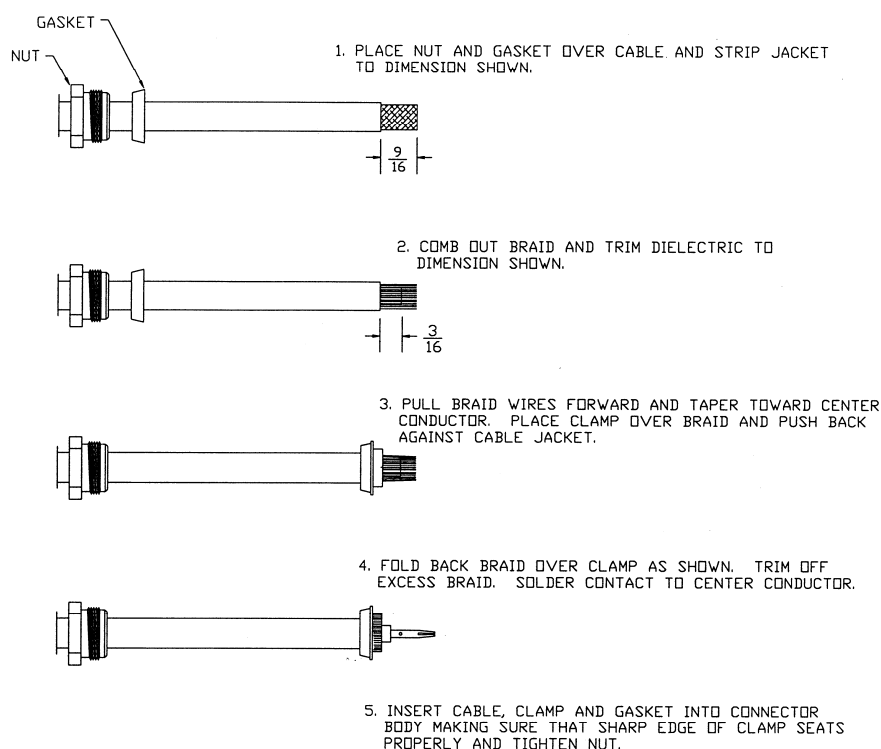 GASKET
NUT
1. PLACE NUT AND GASKET OVER CABLE AND STRIP JACKET
TO DIMENSION SHOWN.
9
16
2. COMB OUT BRAID AND TRIM DIELECTRIC TO
DIMENSION SHOWN.
3
16
3. PULL BRAID WIRES FORWARD AND TAPER TOWARD CENTER
CONDUCTOR. PLACE CLAMP OVER BRAID AND PUSH BACK
AGAINST CABLE JACKET.
4. FOLD BACK BRAID OVER CLAMP AS SHOWN. TRIM OFF
EXCESS BRAID. SOLDER CONTACT TO CENTER CONDUCTOR.
5. INSERT CABLE, CLAMP AND GASKET INTO CONNECTOR
BODY MAKING SURE THAT SHARP EDGE OF CLAMP SEATS
PROPERLY AND TIGHTEN NUT.